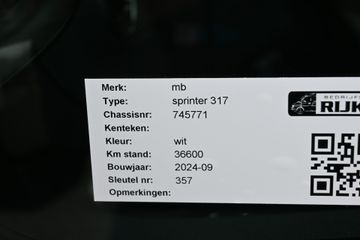 Merk: mb
Type: sprinter 317
Chassisnr: 745771
Kenteken:
Kleur: wit
Km stand: 36600
Bouwjaar: 2024-09
Sleutel nr: 357
Opmerkingen: